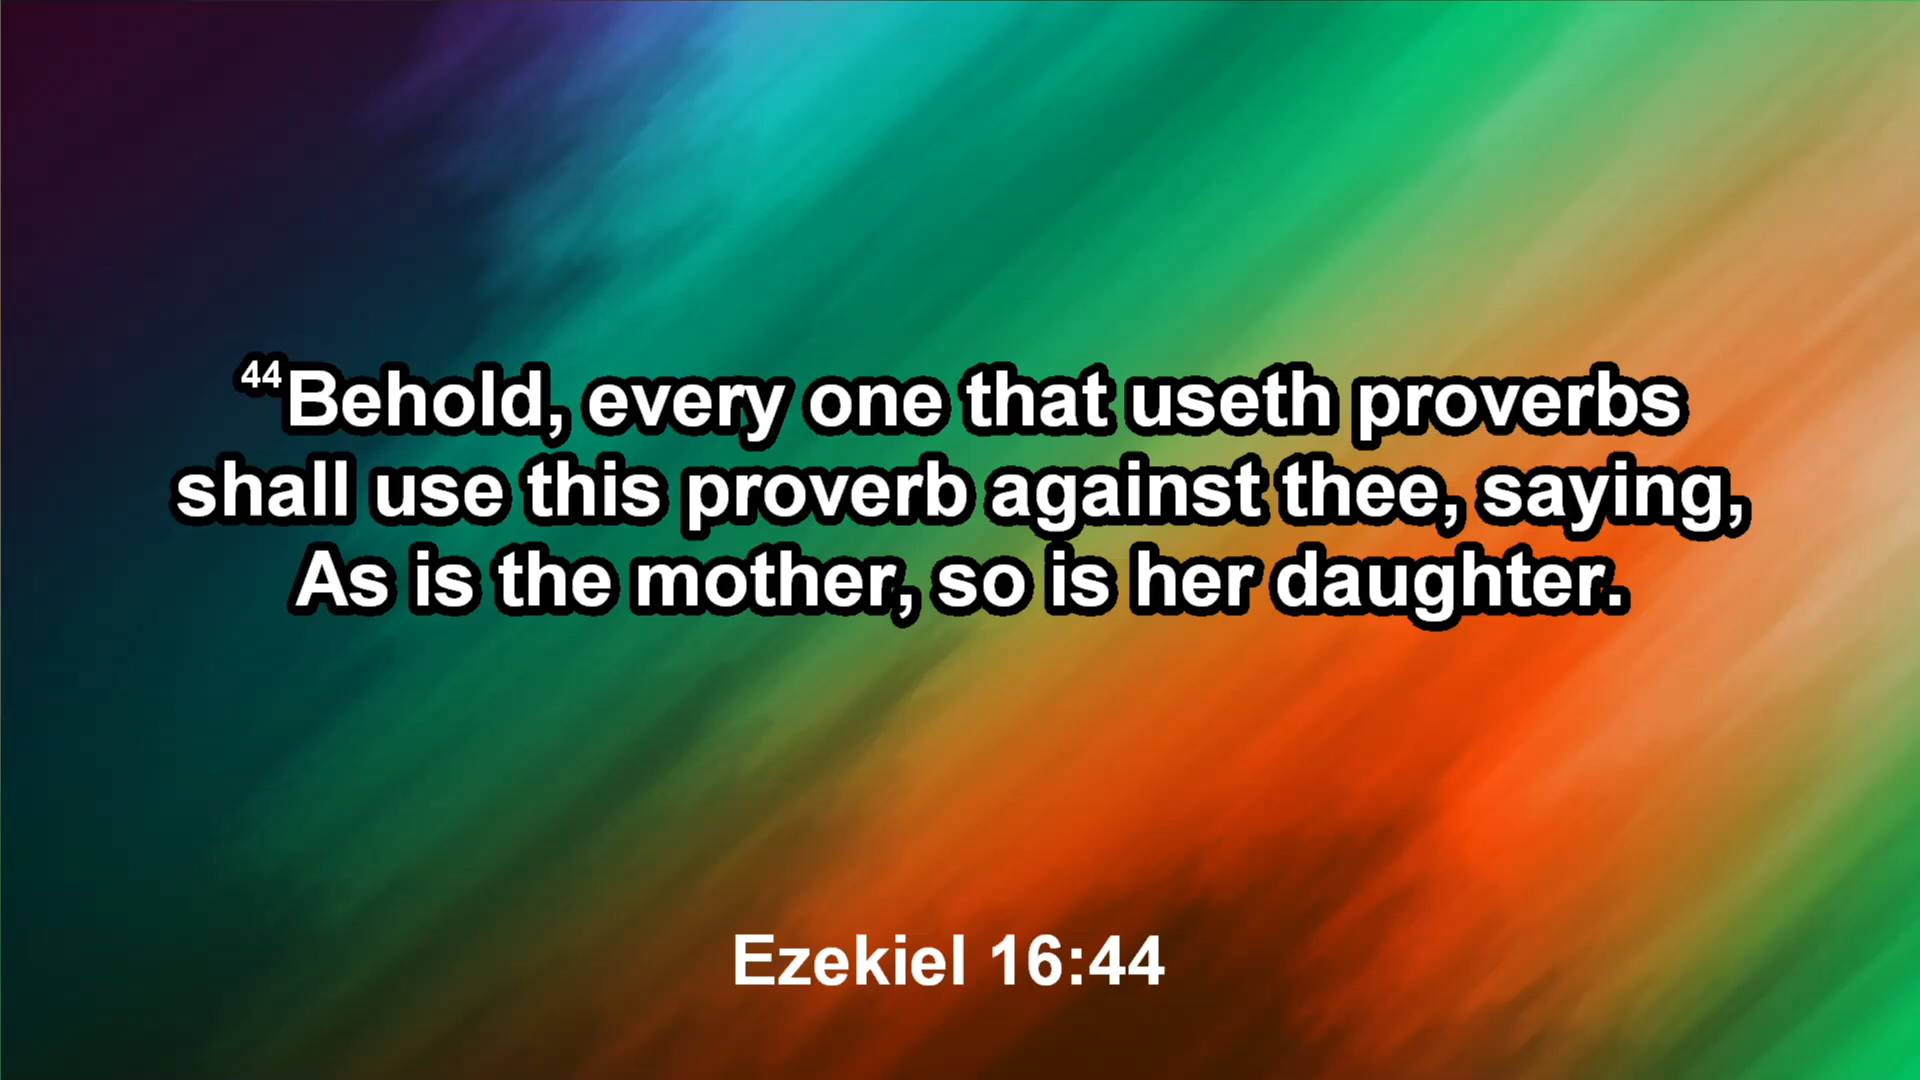 44Behold, every one that useth proverbs
shall use this proverb against thee, saying,
As is the mother, so is her daughter.
Ezekiel 16:44